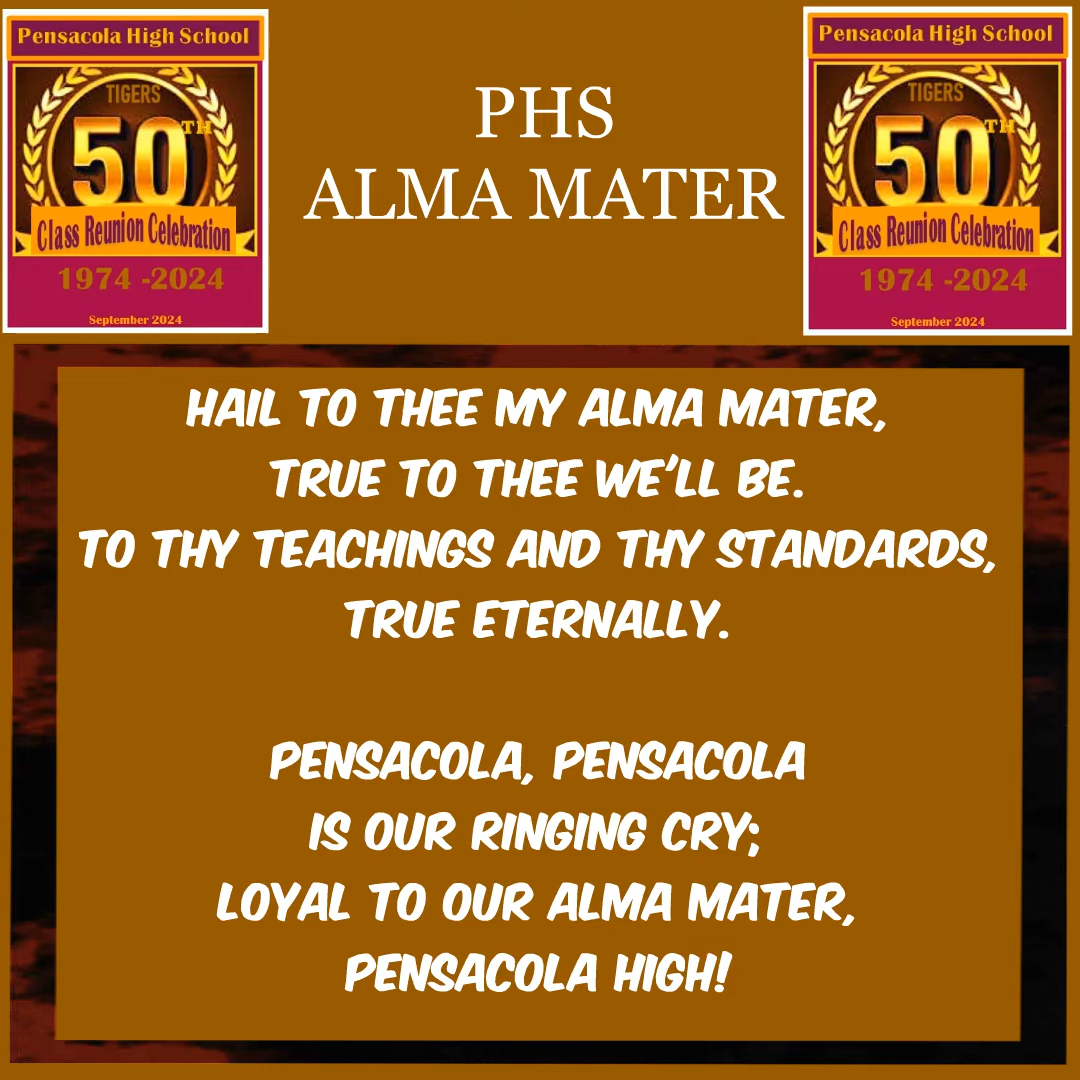 Pensacola High School
TIGERS
50TH
Class Reunion Celebration
1974 -2024
September 2024
PHS
ALMA MATER
Pensacola High School
TIGERS
50TH
Class Reunion Celebration
1974 -2024
September 2024
HAIL TO THEE MY ALMA MATER,
TRUE TO THEE WE'LL BE.
TO THY TEACHINGS AND THY STANDARDS,
TRUE ETERNALLY.
PENSACOLA, PENSACOLA
IS OUR RINGING CRY;
LOYAL TO OUR ALMA MATER,
PENSACOLA HIGH!